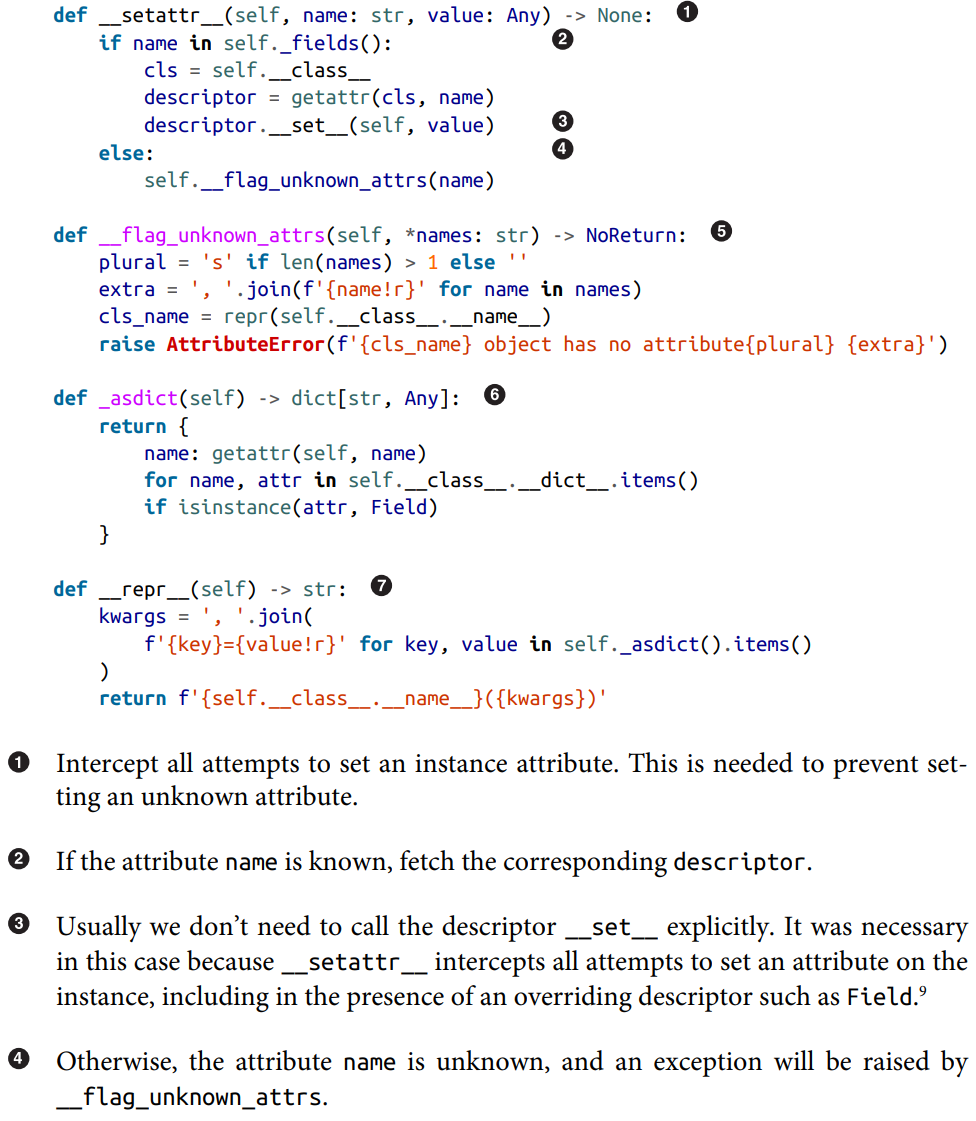 def __setattr__(self, name: str, value: Any) -> None: ❶
    if name in self._fields(): ❷
        cls = self.__class__
        descriptor = getattr(cls, name)
        descriptor.__set__(self, value) ❸
    else: ❹
        self.__flag_unknown_attrs(name)

def __flag_unknown_attrs(self, *names: str) -> NoReturn: ❺
    plural = 's' if len(names) > 1 else ''
    extra = ', '.join(f'{name!r}' for name in names)
    cls_name = repr(self.__class__.__name__)
    raise AttributeError(f'{cls_name} object has no attribute{plural} {extra}')

def _asdict(self) -> dict[str, Any]: ❻
    return {
        name: getattr(self, name)
        for name, attr in self.__class__.__dict__.items()
        if isinstance(attr, Field)
    }

def __repr__(self) -> str: ❼
    kwargs = ', '.join(
        f'{key}={value!r}' for key, value in self._asdict().items()
    )
    return f'{self.__class__.__name__}({kwargs})'

❶ Intercept all attempts to set an instance attribute. This is needed to prevent set-
ting an unknown attribute.
❷ If the attribute name is known, fetch the corresponding descriptor.
❸ Usually we don’t need to call the descriptor __set__ explicitly. It was necessary
in this case because __setattr__ intercepts all attempts to set an attribute on the
instance, including in the presence of an overriding descriptor such as Field.⁹
❹ Otherwise, the attribute name is unknown, and an exception will be raised by
__flag_unknown_attrs.